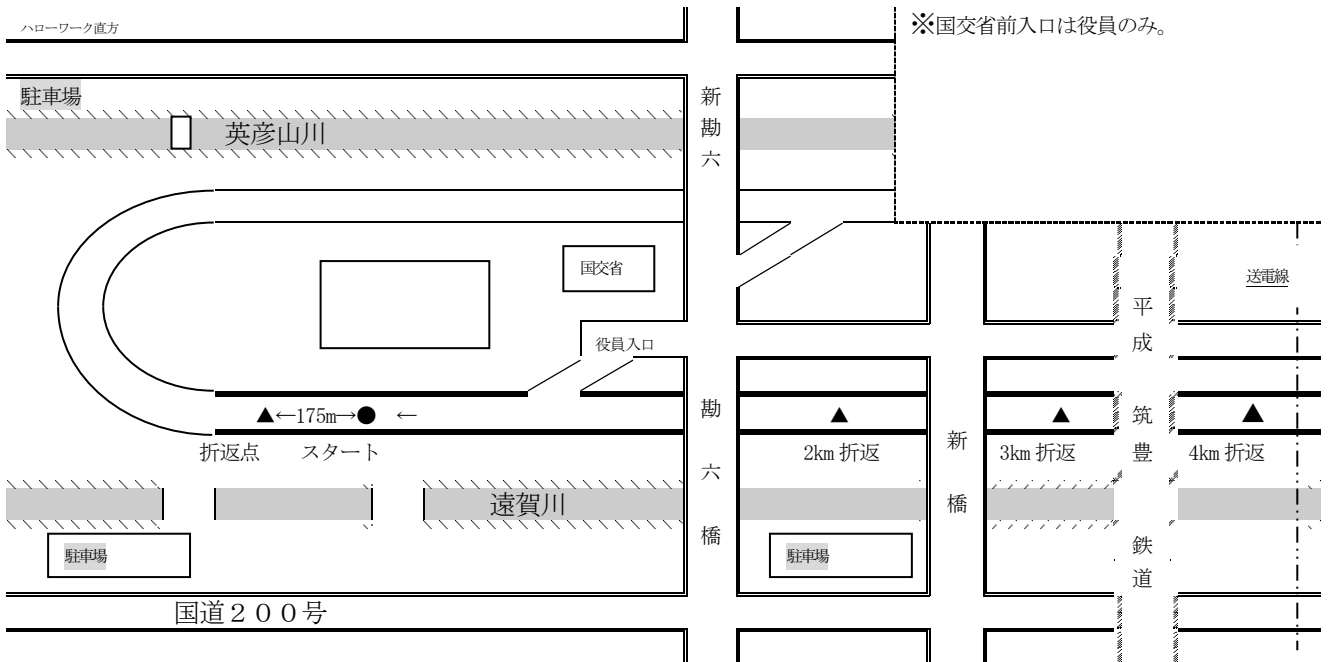 ハローワーク直方
※国交省前入口は役員のみ。
駐車場
英彦山川
新勘六
国交省
送電線
役員入口
平成筑豊鉄道
▲←175m→● ←
▲
▲
▲
折返点 スタート
2km 折返
3km 折返
4km 折返
勘六橋
新橋
遠賀川
駐車場
駐車場
国道200号